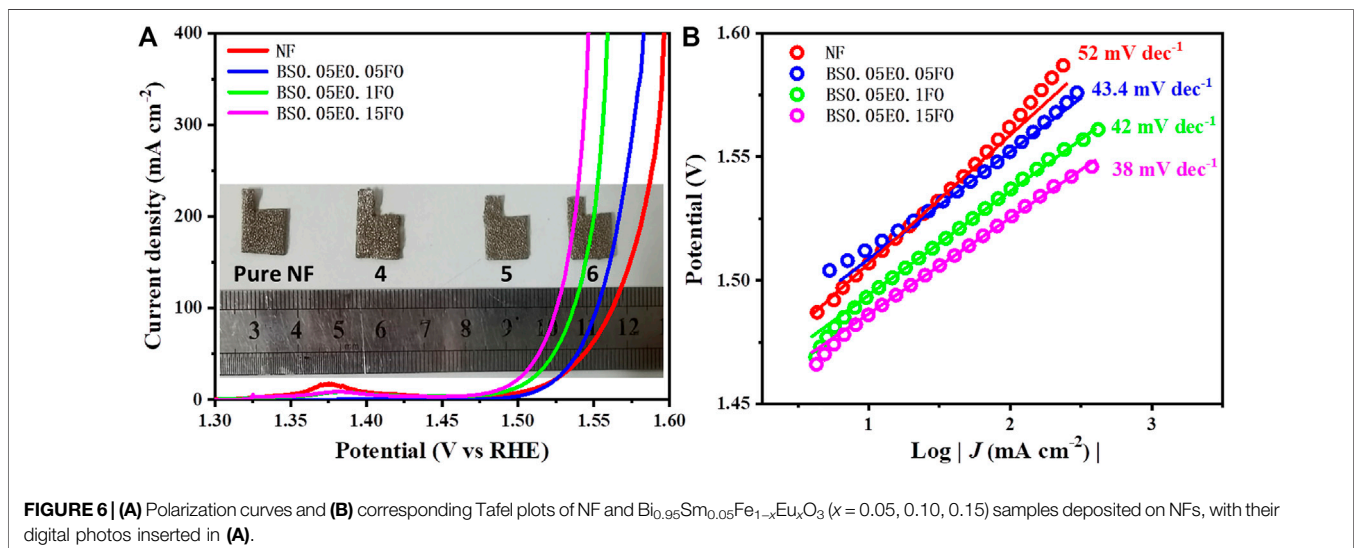 A
400
300
200
100
0
Current density (mA cm⁻²)
NF
BS0.05E0.05FO
BS0.05E0.1FO
BS0.05E0.15FO
Pure NF 4 5 6
3 4 5 6 7 8 9 10 11 12
1.30 1.35 1.40 1.45 1.50 1.55 1.60
Potential (V vs RHE)
B
1.60
1.55
1.50
1.45
Potential (V)
NF
BS0.05E0.05FO
BS0.05E0.1FO
BS0.05E0.15FO
52 mV dec⁻¹
43.4 mV dec⁻¹
42 mV dec⁻¹
38 mV dec⁻¹
1 2 3
Log | J (mA cm⁻²) |
FIGURE 6 | (A) Polarization curves and (B) corresponding Tafel plots of NF and Bi₀.₉₅Sm₀.₀₅Fe₁₋ₓEuₓO₃ (x = 0.05, 0.10, 0.15) samples deposited on NFs, with their
digital photos inserted in (A).